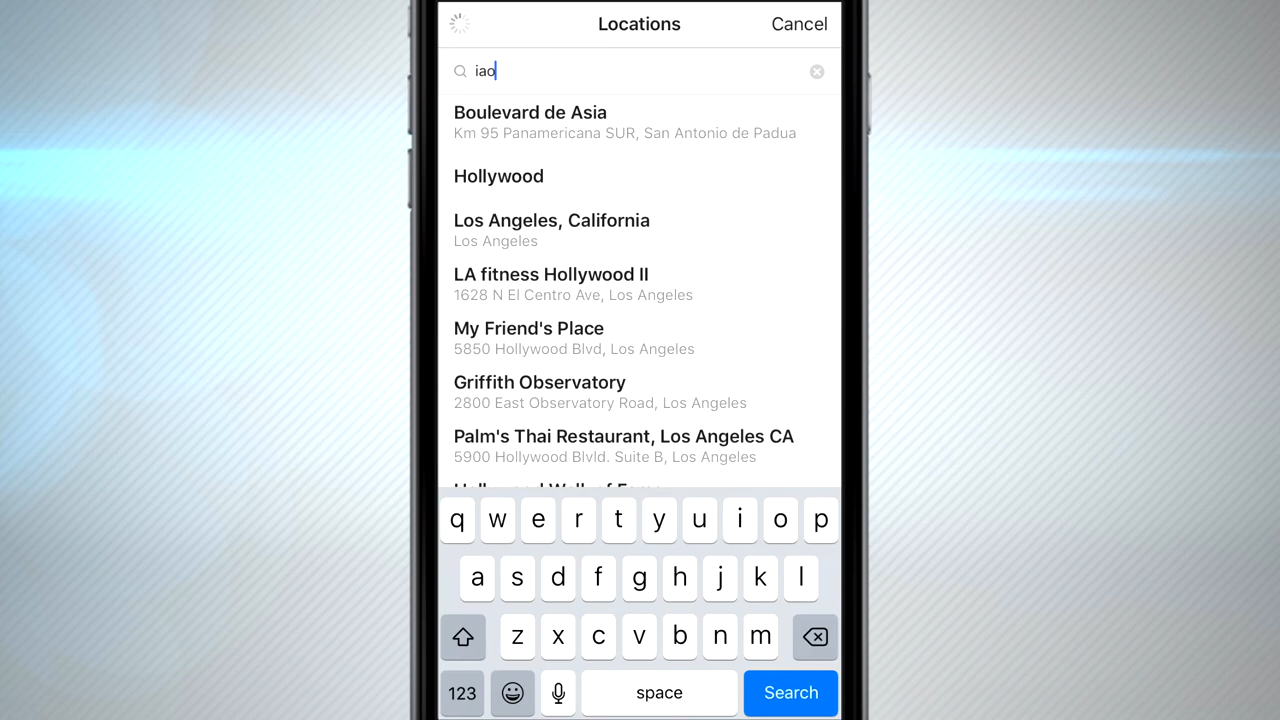 Locations
Cancel
iao
Boulevard de Asia
Km 95 Panamericana SUR, San Antonio de Padua
Hollywood
Los Angeles, California
Los Angeles
LA fitness Hollywood II
1628 N El Centro Ave, Los Angeles
My Friend's Place
5850 Hollywood Blvd, Los Angeles
Griffith Observatory
2800 East Observatory Road, Los Angeles
Palm's Thai Restaurant, Los Angeles CA
5900 Hollywood Blvld. Suite B, Los Angeles
q w e r t y u i o p
a s d f g h j k l
z x c v b n m
123 space Search